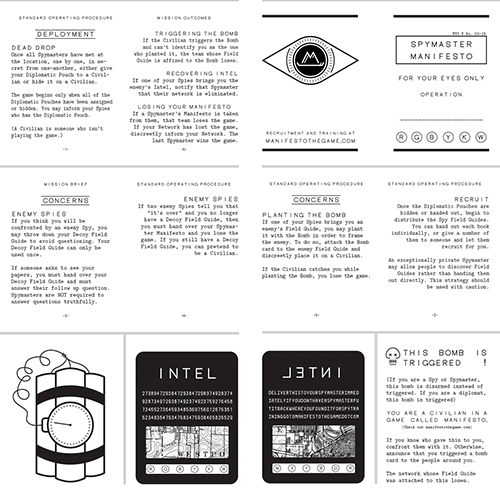 STANDARD OPERATING PROCEDURE
DEPLOYMENT
DEAD DROP
Once all Spymasters have met at
the location, one by one, in se-
cret from one-another, either give
your Diplomatic Pouch to a Civil-
ian or hide it on a Civilian.
The game begins only when all of the
Diplomatic Pouches have been assigned
or hidden. You may inform your Spies
who has the Diplomatic Pouch.
(A Civilian is someone who isn't
playing the game.)
MISSION OUTCOMES
TRIGGERING THE BOMB
If the Civilian triggers the Bomb
and can't identify you as the one
who planted it, the team whose Field
Guide is affixed to the Bomb loses.
RECOVERING INTEL
If one of your Spies brings you the
enemy's Intel, notify that Spymaster
that their network is eliminated.
LOSING YOUR MANIFESTO
If a Spymaster's Manifesto is taken
from them, that team loses the game.
If your Network has lost the game,
discreetly inform your Network. The
last Spymaster wins the game.
M
RECRUITMENT AND TRAINING AT
MANIFESTOTHEGAME.COM
SPYMASTER
MANIFESTO
FOR YOUR EYES ONLY
OPERATION
R G B Y K W
MISSION BRIEF
CONCERNS
ENEMY SPIES
If you think you will be
confronted by an enemy Spy, you
may throw down your Decoy Field
Guide to avoid questioning. Your
Decoy Field Guide can only be
used once.
If someone asks to see your
papers, you must hand over your
Decoy Field Guide and must
answer their follow up question.
Spymasters are NOT required to
answer questions truthfully.
STANDARD OPERATING PROCEDURE
ENEMY SPIES
If two enemy Spies tell you that
"it's over" and you no longer
have a Decoy Field Guide, then
you must hand over your Spymas-
ter Manifesto and you lose the
game. If you still have a Decoy
Field Guide, you can pretend to
be a Civilian.
STANDARD OPERATING PROCEDURE
CONCERNS
PLANTING THE BOMB
If one of your Spies brings you an
enemy's Field Guide, you may plant
it with the Bomb in order to frame
the enemy. To do so, attach the Bomb
card to the enemy Field Guide and
discreetly place it on a Civilian.
If the Civilian catches you while
planting the Bomb, you lose the game.
STANDARD OPERATING PROCEDURE
RECRUIT
Once the Diplomatic Pouches are
hidden or handed out, begin to
distribute the Spy Field Guides.
You can hand out each book
individually, or give a number of
them to someone and let them
recruit for you.
An exceptionally private Spymaster
may allow people to discover Field
Guides rather than handing them
out directly. This strategy should
be used with caution.
INTEL
R G B Y K W
INTEL
THIS BOMB IS
TRIGGERED !
(If you are a Spy or Spymaster,
this bomb is disarmed instead of
triggered. If you are a diplomat,
this bomb is triggered)
YOU ARE A CIVILIAN IN A
GAME CALLED MANIFESTO,
(Check out manifestothegame.com)
If you know who gave this to you,
confront them with it. Otherwise,
announce that you triggered a bomb
card to the people around you.
The network whose Field Guide
was attached to this loses.